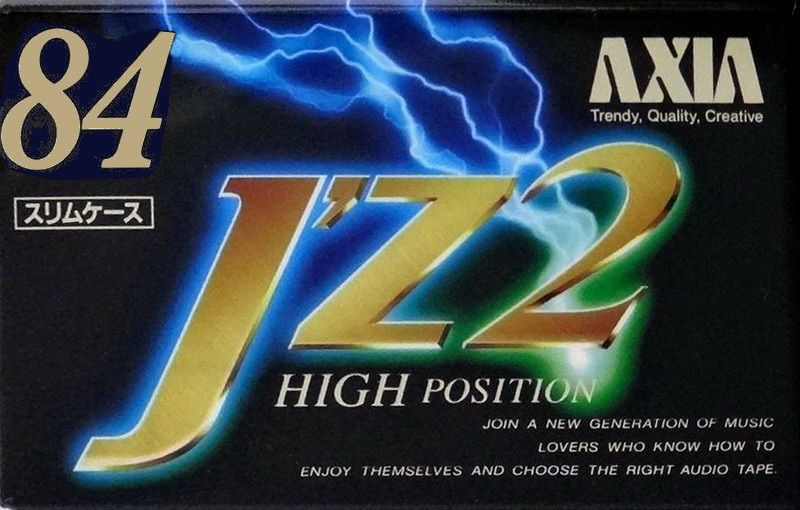 84
AXIA
Trendy, Quality, Creative
スリムケース
J'Z2
HIGH POSITION
JOIN A NEW GENERATION OF MUSIC
LOVERS WHO KNOW HOW TO
ENJOY THEMSELVES AND CHOOSE THE RIGHT AUDIO TAPE.